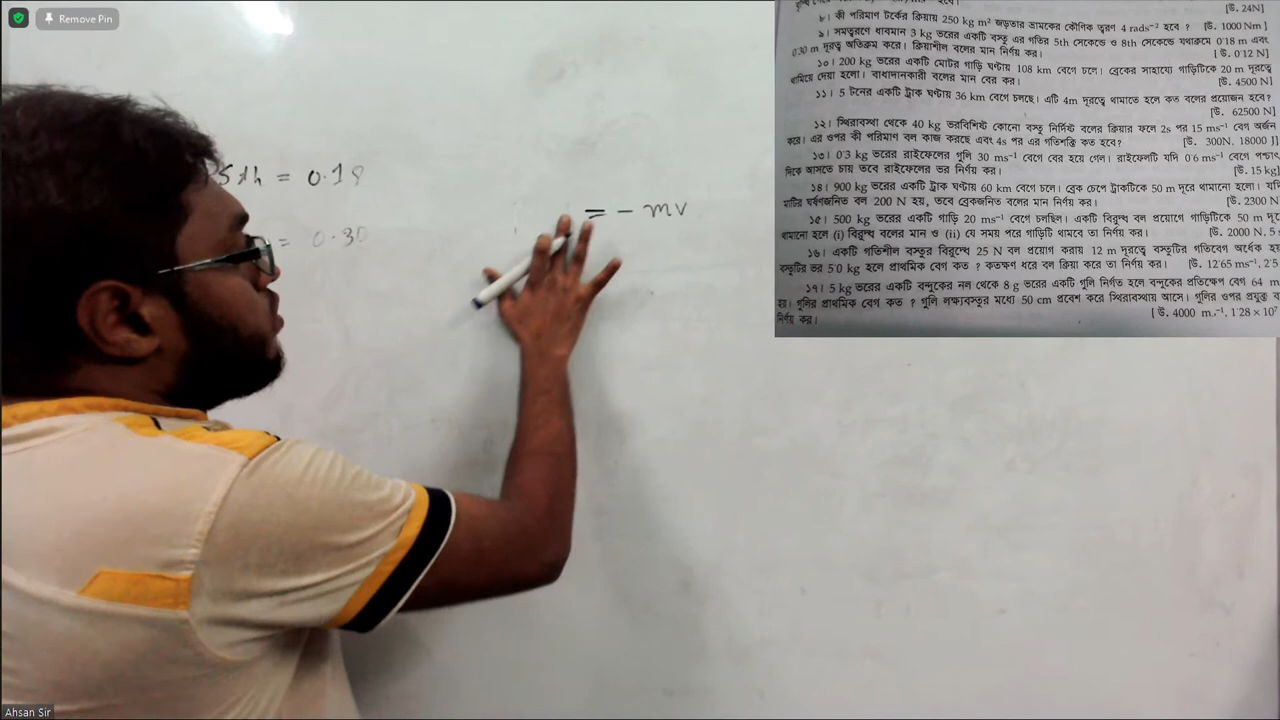 Remove Pin
[উ. 24N]
৮। কী পরিমাণ টর্কের ক্রিয়ায় 250 kg m² জড়তার ভ্রামকের কৌণিক ত্বরণ 4 rads⁻² হবে ? [উ. 1000 Nm ]
৯। সমত্বরণে ধাবমান 3 kg ভরের একটি বস্তু এর গতির 5th সেকেন্ডে ও 8th সেকেন্ডে যথাক্রমে 0·18 m এবং
0·30 m দূরত্ব অতিক্রম করে। ক্রিয়াশীল বলের মান নির্ণয় কর। [উ. 0·12 N]
১০। 200 kg ভরের একটি মোটর গাড়ি ঘণ্টায় 108 km বেগে চলে। ব্রেকের সাহায্যে গাড়িটিকে 20 m দূরত্বে
থামিয়ে দেয়া হলো। বাধাদানকারী বলের মান বের কর। [উ. 4500 N]
১১। 5 টনের একটি ট্রাক ঘণ্টায় 36 km বেগে চলছে। এটি 4m দূরত্বে থামাতে হলে কত বলের প্রয়োজন হবে?
[উ. 62500 N]
১২। স্থিরাবস্থা থেকে 40 kg ভরবিশিষ্ট কোনো বস্তু নির্দিষ্ট বলের ক্রিয়ার ফলে 2s পর 15 ms⁻¹ বেগ অর্জন
করে। এর ওপর কী পরিমাণ বল কাজ করছে এবং 4s পর এর গতিশক্তি কত হবে? [উ. 300N. 18000 J]
১৩। 0·3 kg ভরের রাইফেলের গুলি 30 ms⁻¹ বেগে বের হয়ে গেল। রাইফেলটি যদি 0·6 ms⁻¹ বেগে
দিকে আসতে চায় তবে রাইফেলের ভর নির্ণয় কর। [উ. 15 kg]
১৪। 900 kg ভরের একটি ট্রাক ঘণ্টায় 60 km বেগে চলে। ব্রেক চেপে ট্রাকটিকে 50 m দূরে থামানো হলো। যদি
মাটির ঘর্ষণজনিত বল 200 N হয়, তবে ব্রেকজনিত বলের মান নির্ণয় কর। [উ. 2300 N
১৫। 500 kg ভরের একটি গাড়ি 20 ms⁻¹ বেগে চলছিল। একটি বিরুদ্ধ বল প্রয়োগে গাড়িটিকে 50 m
থামানো হলে (i) বিরুদ্ধ বলের মান ও (ii) যে সময় পরে গাড়িটি থামবে তা নির্ণয় কর। [উ. 2000 N, 5
১৬। একটি গতিশীল বস্তুর বিরুদ্ধে 25 N বল প্রয়োগ করায় 12 m দূরত্বে বস্তুটির গতিবেগ অর্ধেক
বস্তুটির ভর 5·0 kg হলে প্রাথমিক বেগ কত ? কতক্ষণ ধরে বল ক্রিয়া করে তা নির্ণয় কর। [উ. 12·65 ms⁻¹, 2·5
১৭। 5 kg ভরের একটি বন্দুকের নল থেকে 8 g ভরের একটি গুলি নির্গত হলে বন্দুকের প্রতিক্ষেপ বেগ 64
হয়। গুলির প্রাথমিক বেগ কত ? গুলি লক্ষ্যবস্তুর মধ্যে 50 cm প্রবেশ করে স্থিরাবস্থায় আসে। গুলির ওপর প্রযুক্ত
নির্ণয় কর।
5th = 0.18
= 0.30
= - mv
Ahsan Sir